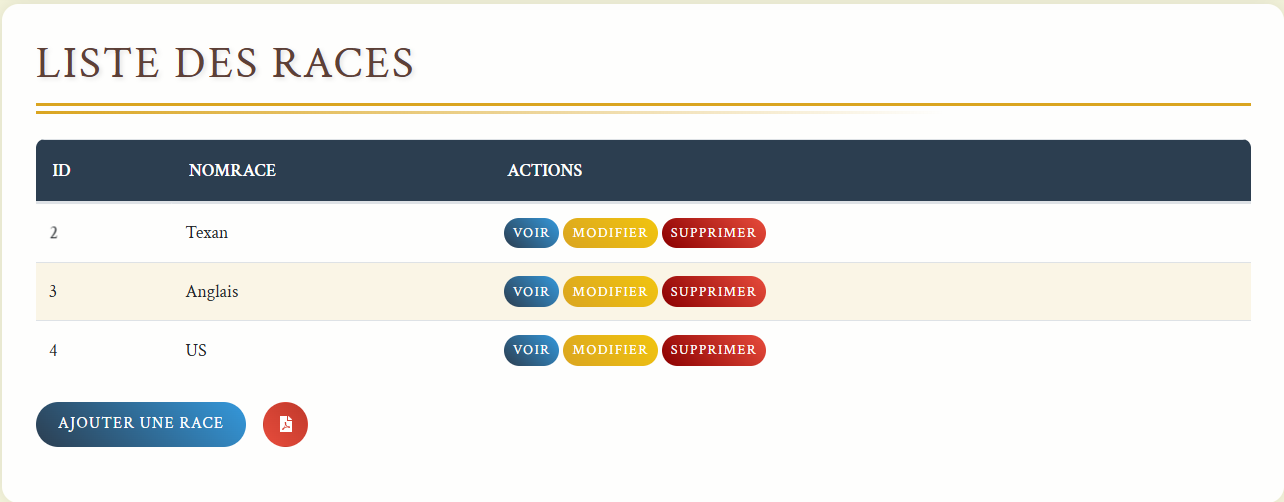 LISTE DES RACES
ID NOMRACE ACTIONS
2 Texan VOIR MODIFIER SUPPRIMER
3 Anglais VOIR MODIFIER SUPPRIMER
4 US VOIR MODIFIER SUPPRIMER
AJOUTER UNE RACE